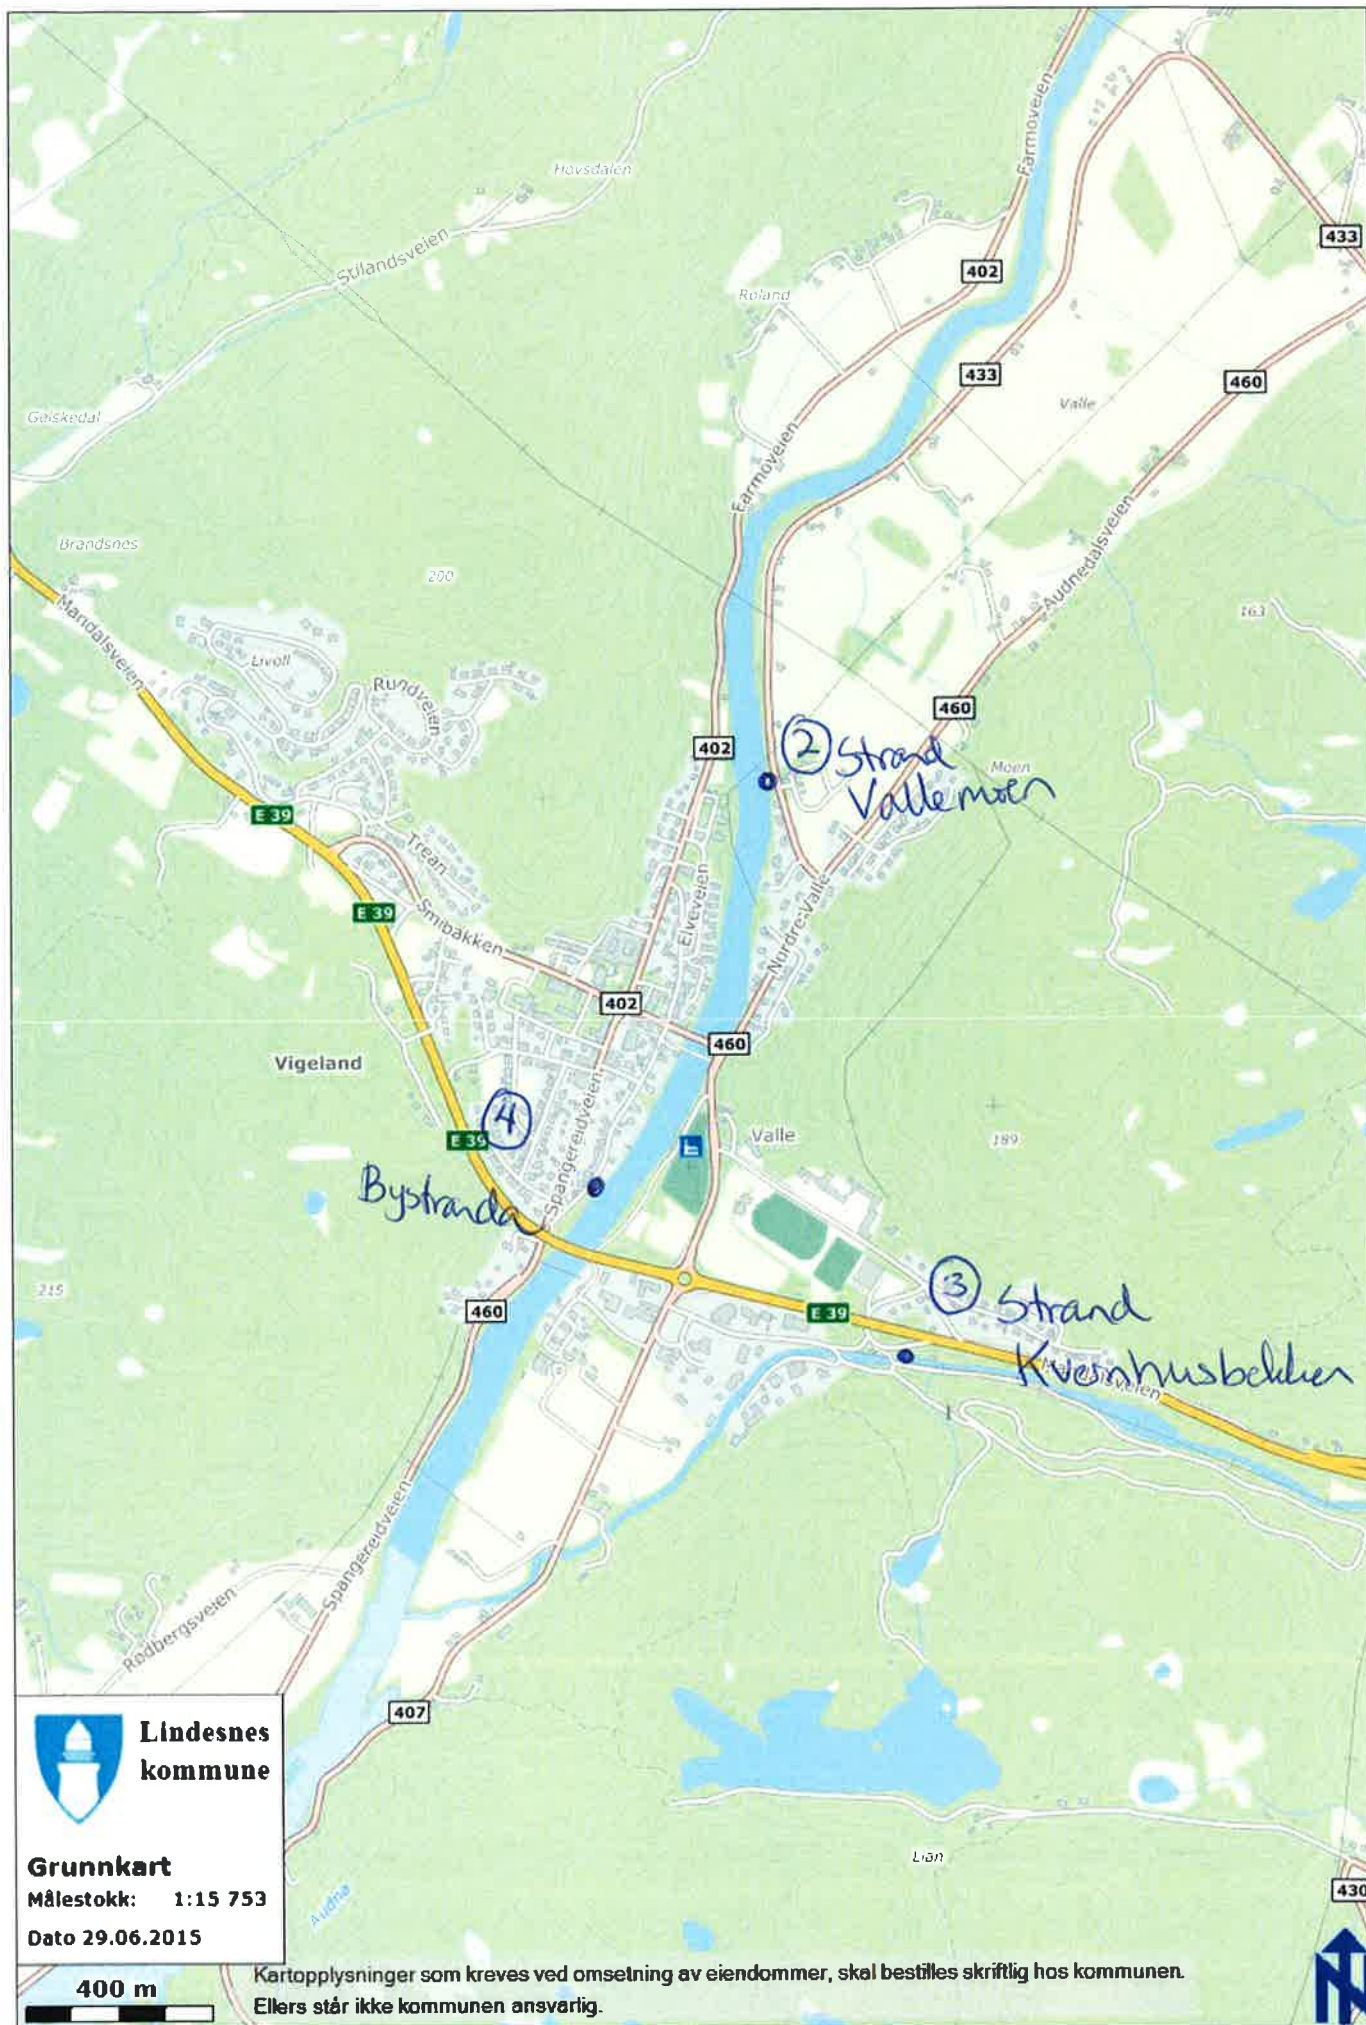 Farmoveien
Hovsdalen
433
Stilandsveien
402
Roland
433
460
Valle
Geiskedal
Farmoveien
Brandsnes
200
Audnedalsveien
163
Mandalsveien
Livoll
Rundveien
460
402
② Strand
Vallemoen
Moen
E 39
Trean
E 39
Smibakken
Elveveien
Nordre-Valle
402
460
Vigeland
④
E 39
Valle
189
Bystranda
Spangereidveien
215
③ Strand
460
E 39
Kvernhusbekken
Mandalsveien
Spangereidveien
Rødbergsveien
407
Lindesnes
kommune
Lian
Grunnkart
Målestokk: 1:15 753
430
Audna
Dato 29.06.2015
400 m
Kartopplysninger som kreves ved omsetning av eiendommer, skal bestilles skriftlig hos kommunen.
Ellers står ikke kommunen ansvarlig.
N